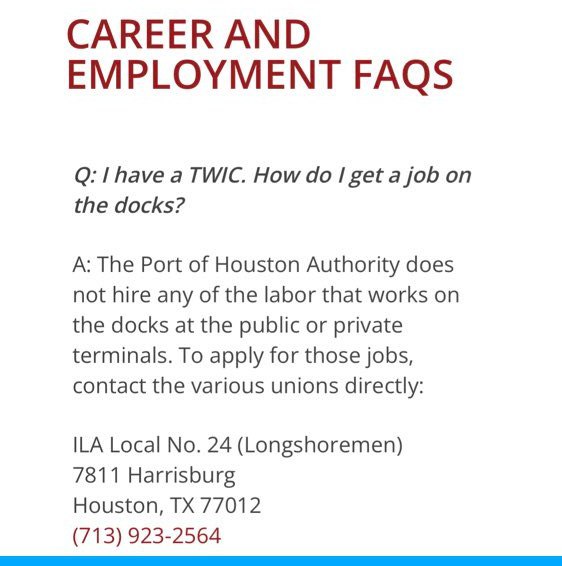 CAREER AND
EMPLOYMENT FAQS
Q: I have a TWIC. How do I get a job on
the docks?
A: The Port of Houston Authority does
not hire any of the labor that works on
the docks at the public or private
terminals. To apply for those jobs,
contact the various unions directly:
ILA Local No. 24 (Longshoremen)
7811 Harrisburg
Houston, TX 77012
(713) 923-2564